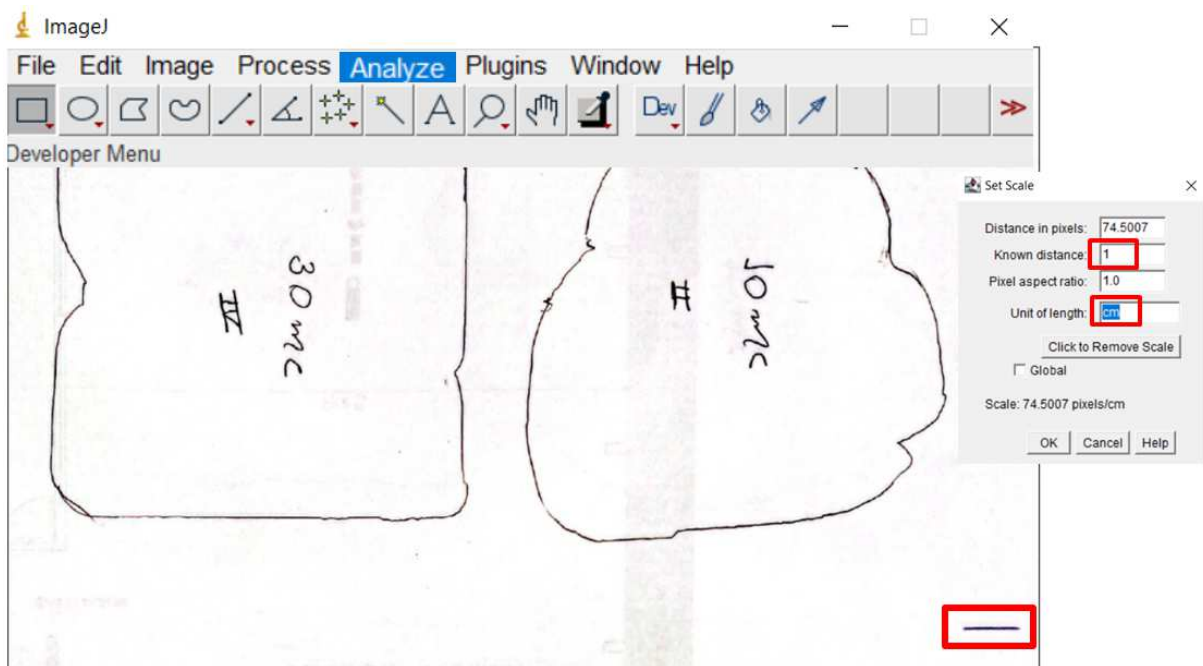 ImageJ
File Edit Image Process Analyze Plugins Window Help
A Dev
Developer Menu
Set Scale
Distance in pixels: 74.5007
Known distance: 1
Pixel aspect ratio: 1.0
Unit of length: cm
Click to Remove Scale
Global
Scale: 74.5007 pixels/cm
OK Cancel Help
30 mc
IV
10 mc
II